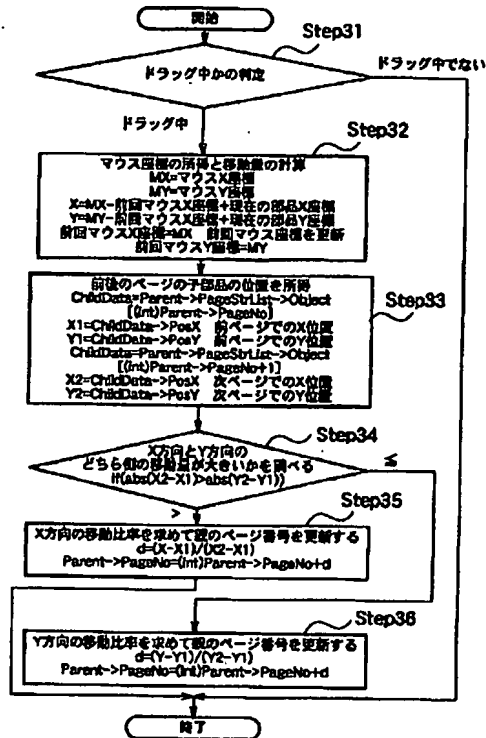 開始
Step31
ドラッグ中かの判定
ドラッグ中でない
ドラッグ中
Step32
マウス座標の所得と移動量の計算
MX=マウスX座標
MY=マウスY座標
X=MX-前回マウスX座標+現在の部品X座標
Y=MY-前回マウスX座標+現在の部品Y座標
前回マウスX座標=MX 前回マウス座標を更新
前回マウスY座標=MY
Step33
前後のページの子部品の位置を所得
ChildData=Parent->PageStrList->Object
[(int)Parent->PageNo]
X1=ChildData->PosX 前ページでのX位置
Y1=ChildData->PosY 前ページでのY位置
ChildData=Parent->PageStrList->Object
[(int)Parent->PageNo+1]
X2=ChildData->PosX 次ページでのX位置
Y2=ChildData->PosY 次ページでのY位置
Step34
X方向とY方向の
どちら側の移動量が大きいかを調べる
if(abs(X2-X1)>abs(Y2-Y1))
≦
>
Step35
X方向の移動比率を求めて親のページ番号を更新する
d=(X-X1)/(X2-X1)
Parent->PageNo=(int)Parent->PageNo+d
Step36
Y方向の移動比率を求めて親のページ番号を更新する
d=(Y-Y1)/(Y2-Y1)
Parent->PageNo=(int)Parent->PageNo+d
終了